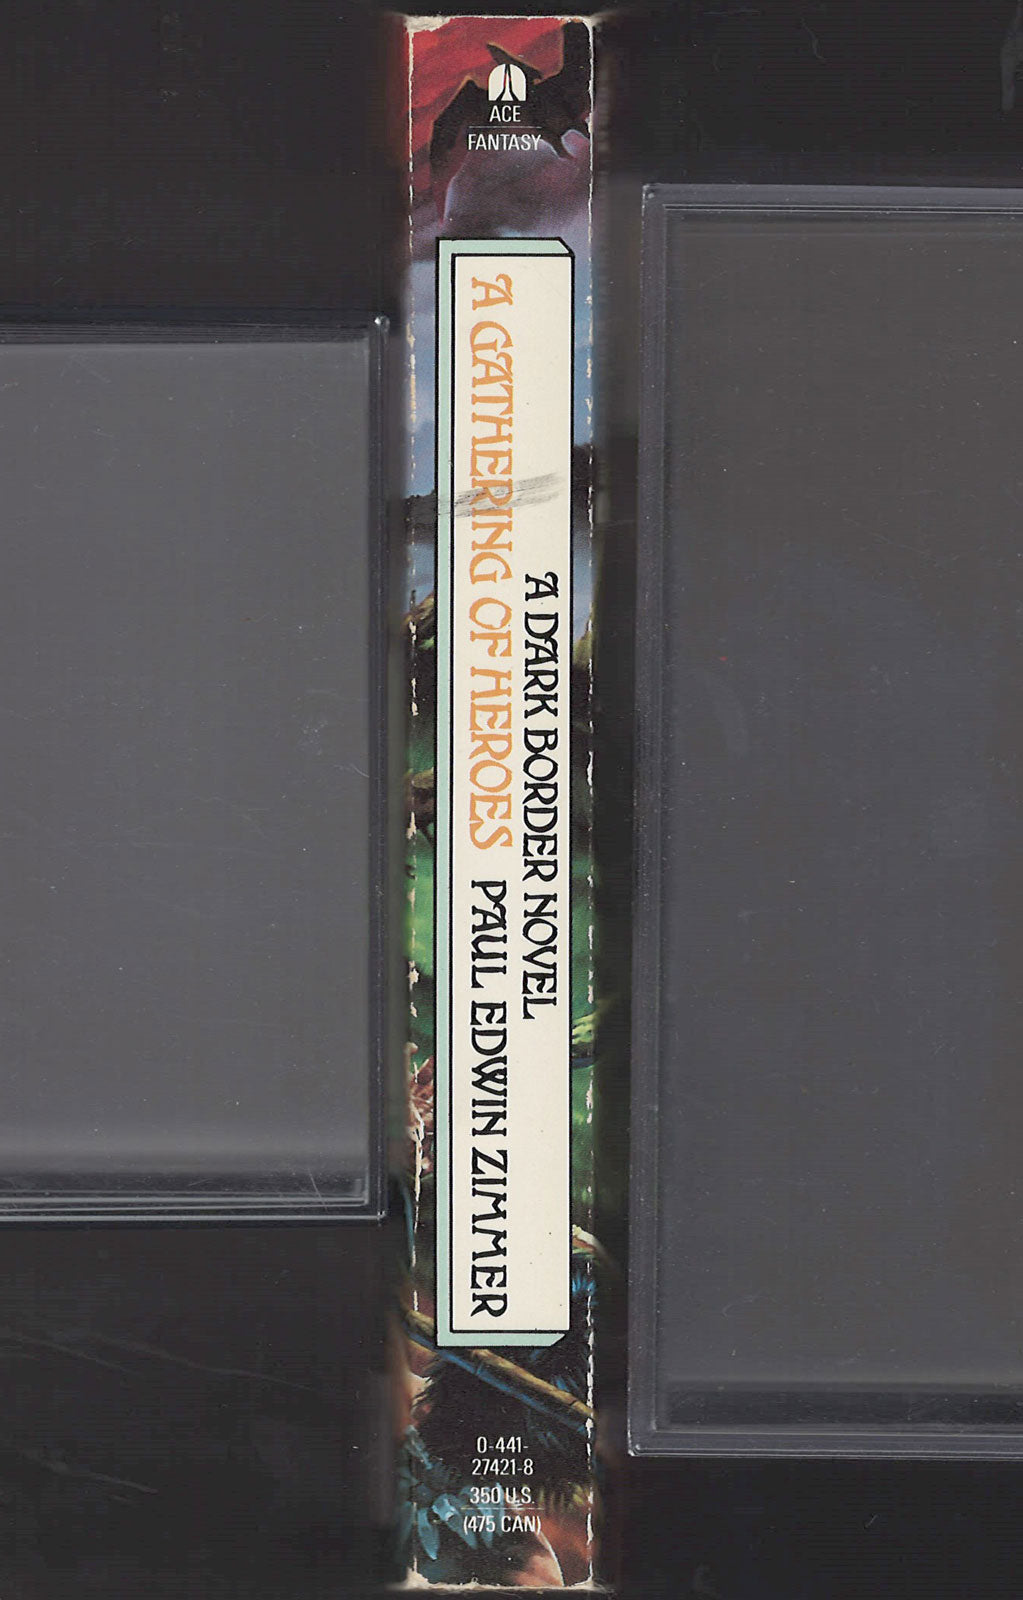 ACE
FANTASY
A DARK BORDER NOVEL
A GATHERING OF HEROES PAUL EDWIN ZIMMER
0-441-
27421-8
350 U.S.
(475 CAN)